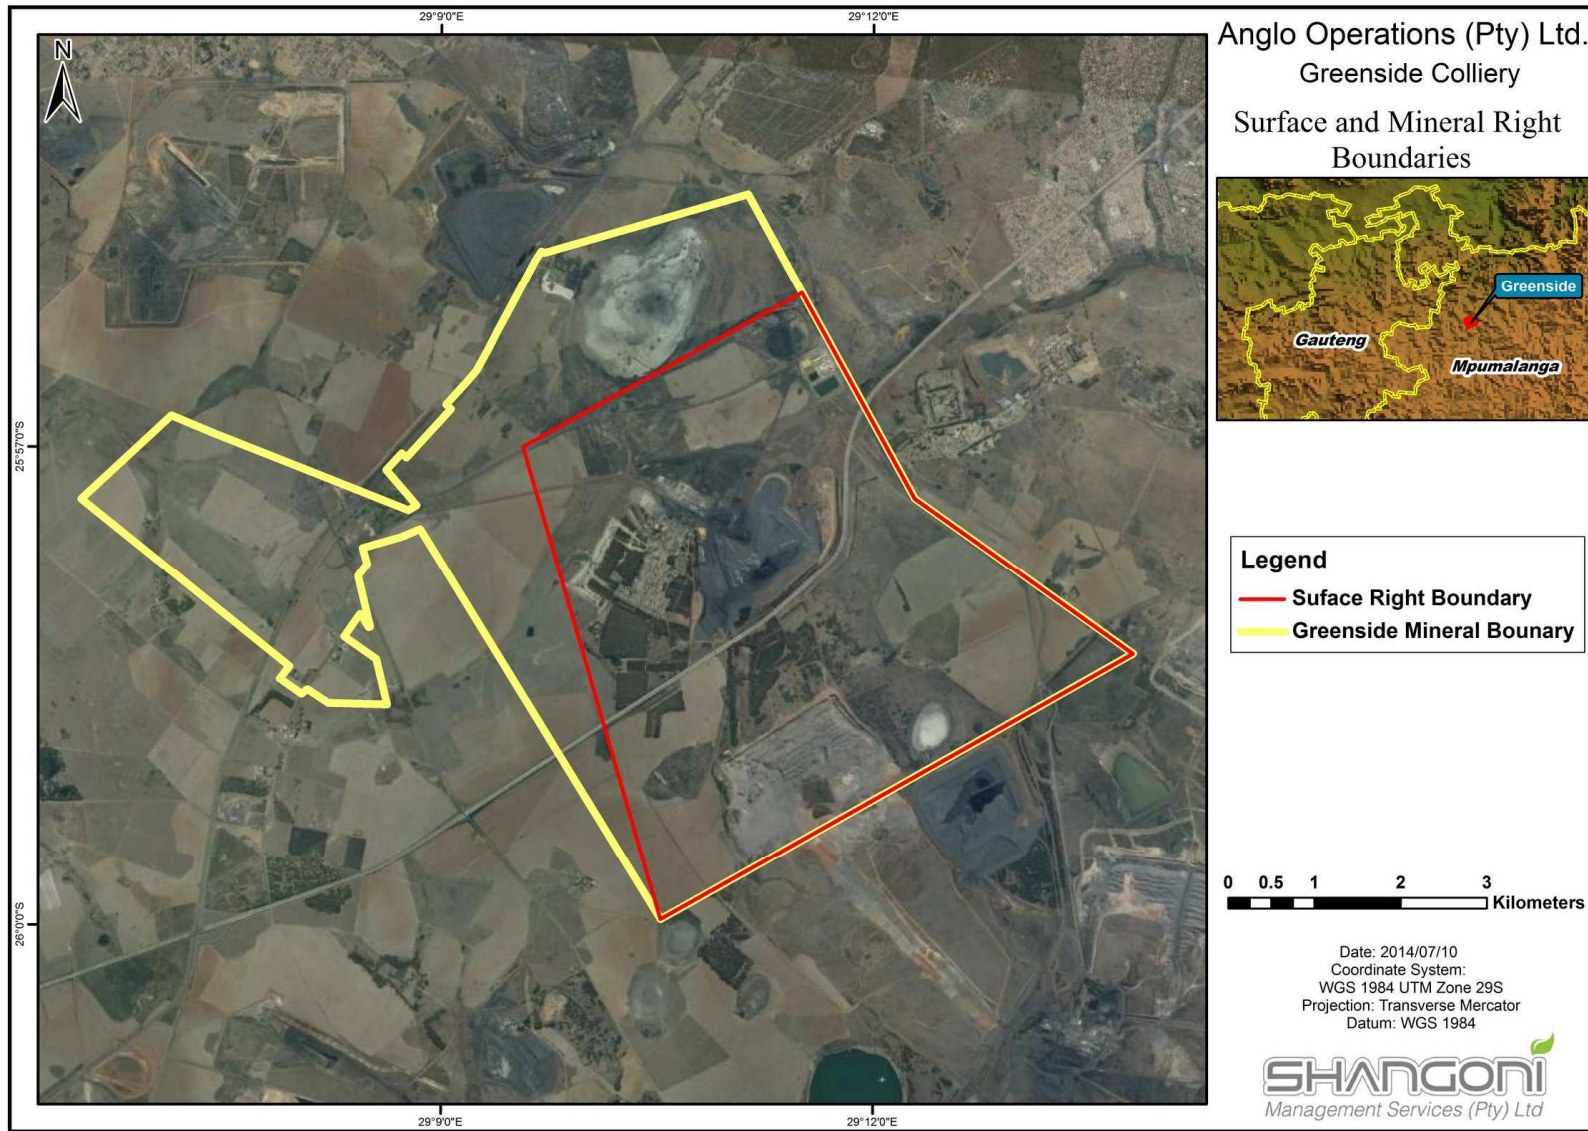 29°9'0"E
29°12'0"E
N
25°57'0"S
26°0'0"S
29°9'0"E
29°12'0"E
Anglo Operations (Pty) Ltd.
Greenside Colliery
Surface and Mineral Right
Boundaries
Greenside
Gauteng
Mpumalanga
Legend
Suface Right Boundary
Greenside Mineral Bounary
0 0.5 1 2 3
Kilometers
Date: 2014/07/10
Coordinate System:
WGS 1984 UTM Zone 29S
Projection: Transverse Mercator
Datum: WGS 1984
SHANGONI
Management Services (Pty) Ltd